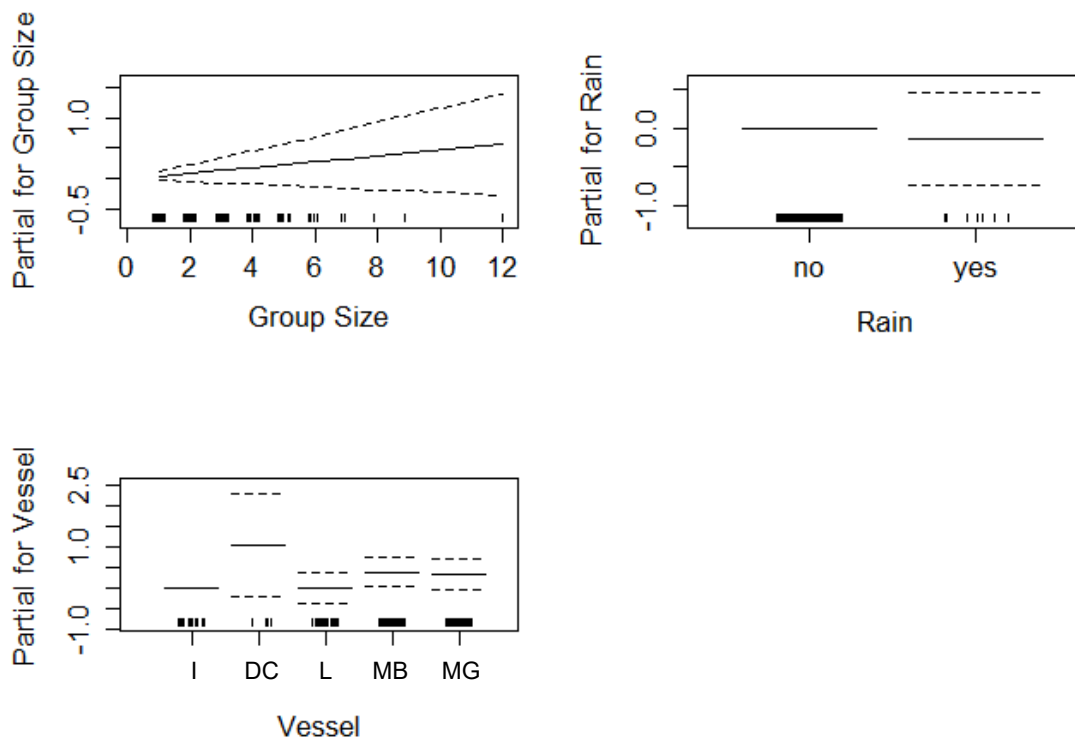 Partial for Group Size
1.0
-0.5
0 2 4 6 8 10 12
Group Size
Partial for Rain
0.0
-1.0
no yes
Rain
Partial for Vessel
2.5
1.0
-1.0
I DC L MB MG
Vessel